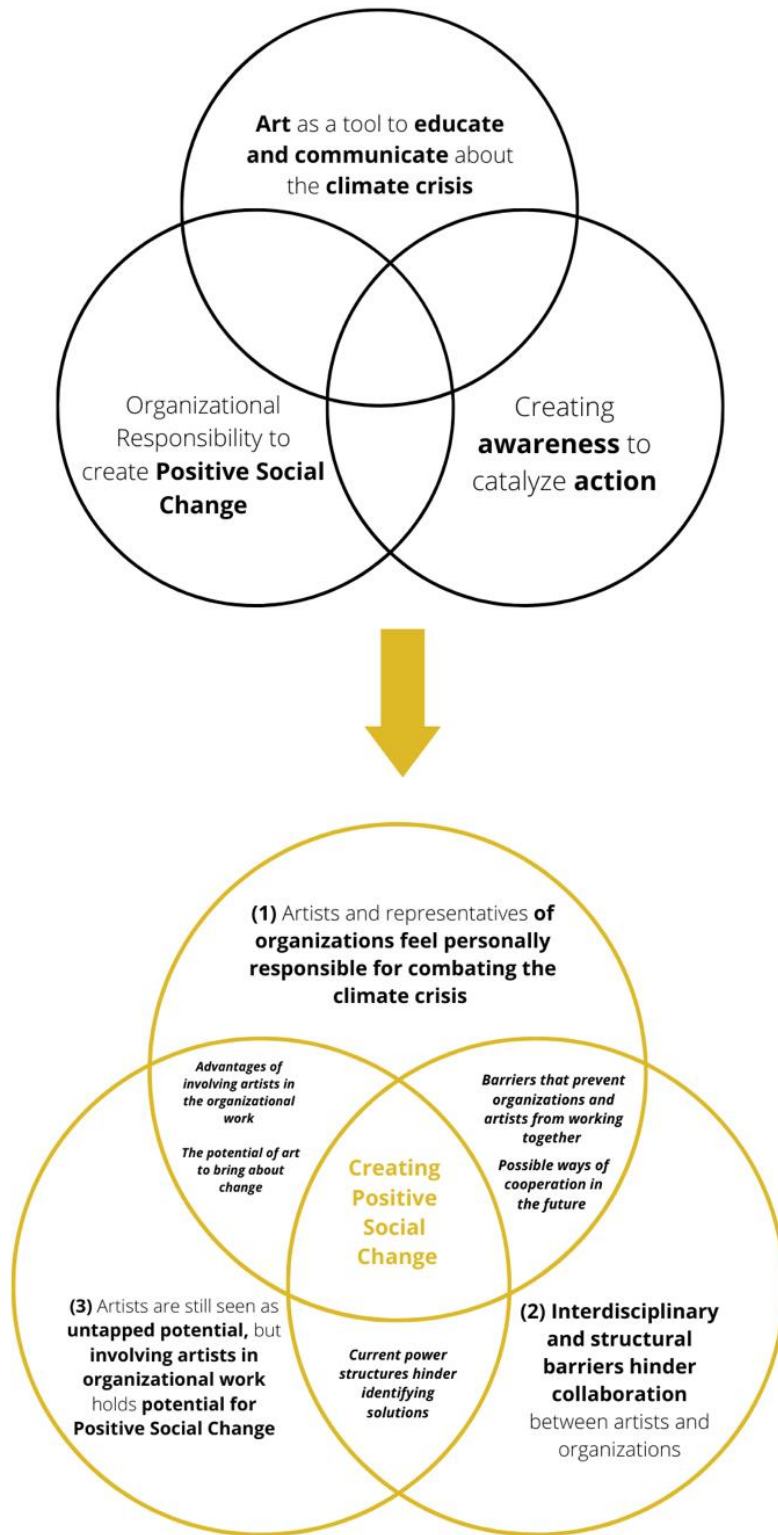 Art as a tool to educate
and communicate about
the climate crisis
Organizational
Responsibility to
create Positive Social
Change
Creating
awareness to
catalyze action
(1) Artists and representatives of
organizations feel personally
responsible for combating the
climate crisis
Advantages of
involving artists in
the organizational
work
The potential of art
to bring about
change
Barriers that prevent
organizations and
artists from working
together
Possible ways of
cooperation in
the future
Creating
Positive
Social
Change
(3) Artists are still seen as
untapped potential, but
involving artists in
organizational work
holds potential for
Positive Social Change
Current power
structures hinder
identifying
solutions
(2) Interdisciplinary
and structural
barriers hinder
collaboration
between artists and
organizations